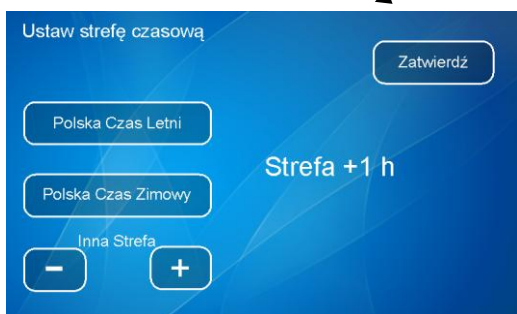 Ustaw strefę czasową
Zatwierdź
Polska Czas Letni
Strefa +1 h
Polska Czas Zimowy
Inna Strefa
- +